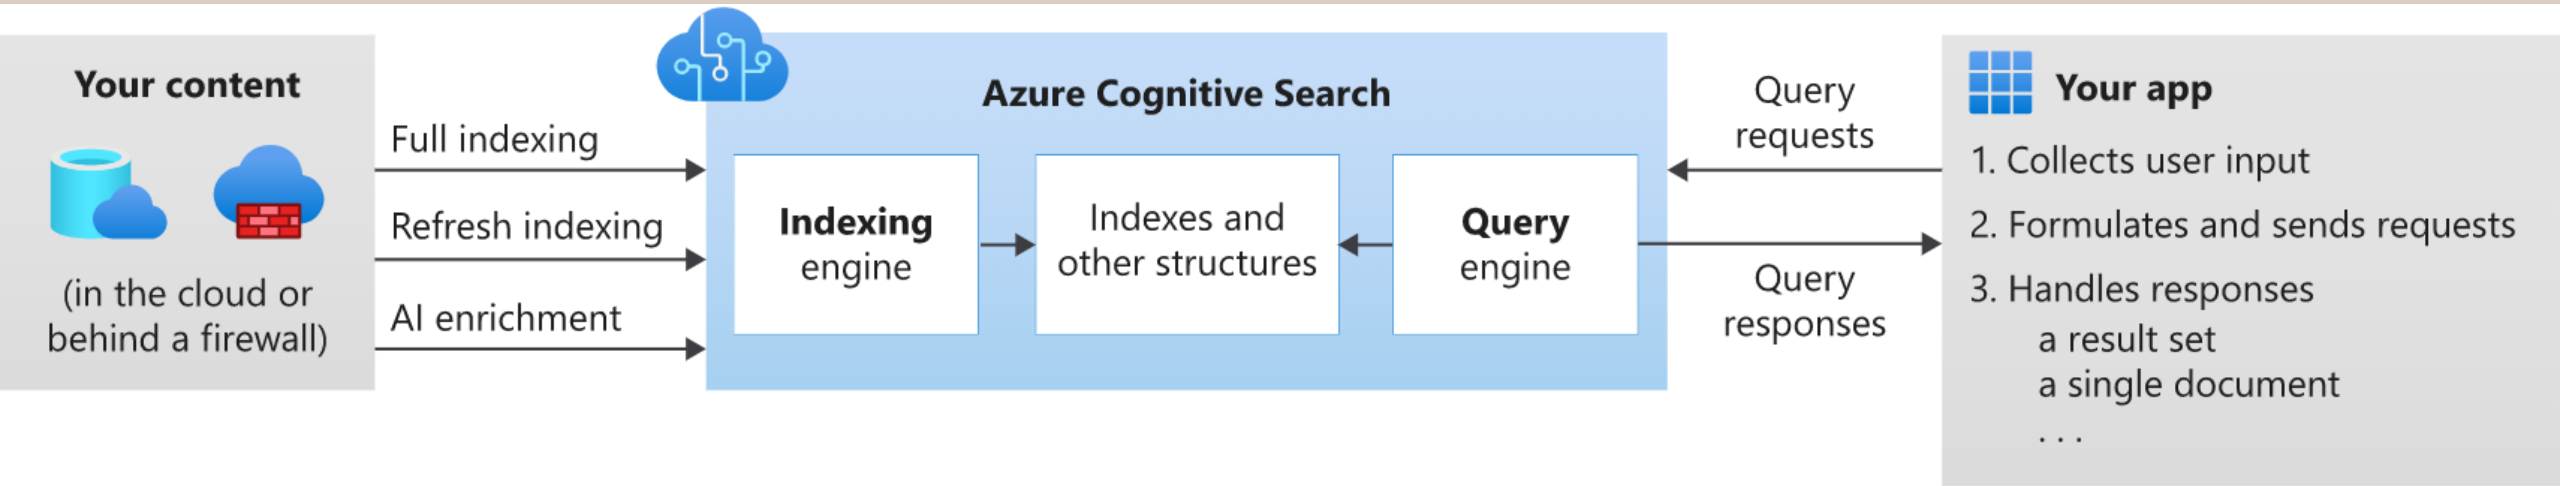 Your content
(in the cloud or
behind a firewall)
Full indexing
Refresh indexing
AI enrichment
Azure Cognitive Search
Indexing
engine
Indexes and
other structures
Query
engine
Query
requests
Query
responses
Your app
1. Collects user input
2. Formulates and sends requests
3. Handles responses
a result set
a single document
. . .